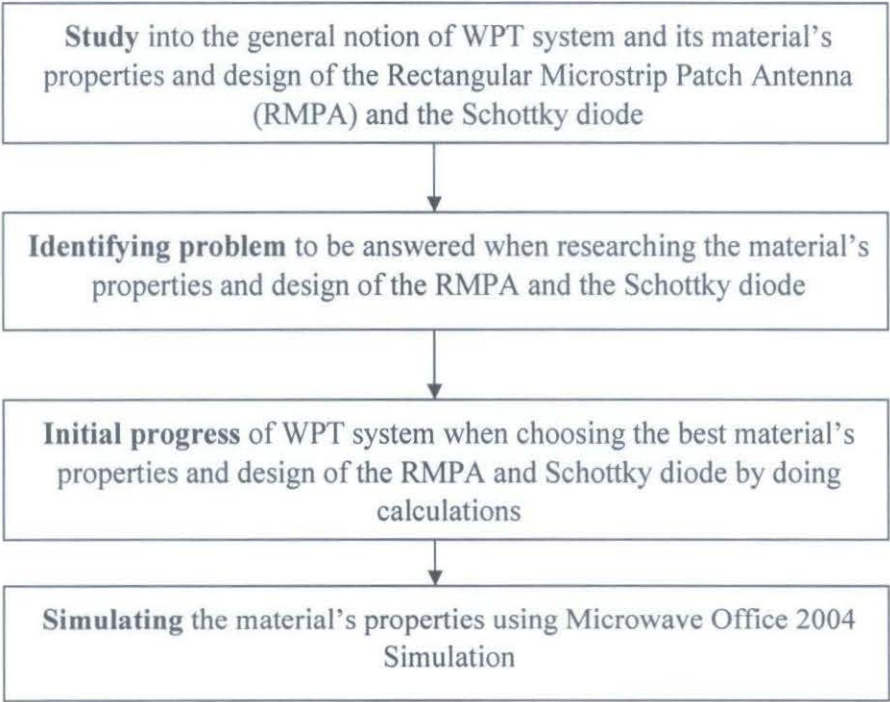 Study into the general notion of WPT system and its material's
properties and design of the Rectangular Microstrip Patch Antenna
(RMPA) and the Schottky diode
Identifying problem to be answered when researching the material's
properties and design of the RMPA and the Schottky diode
Initial progress of WPT system when choosing the best material's
properties and design of the RMPA and Schottky diode by doing
calculations
Simulating the material's properties using Microwave Office 2004
Simulation